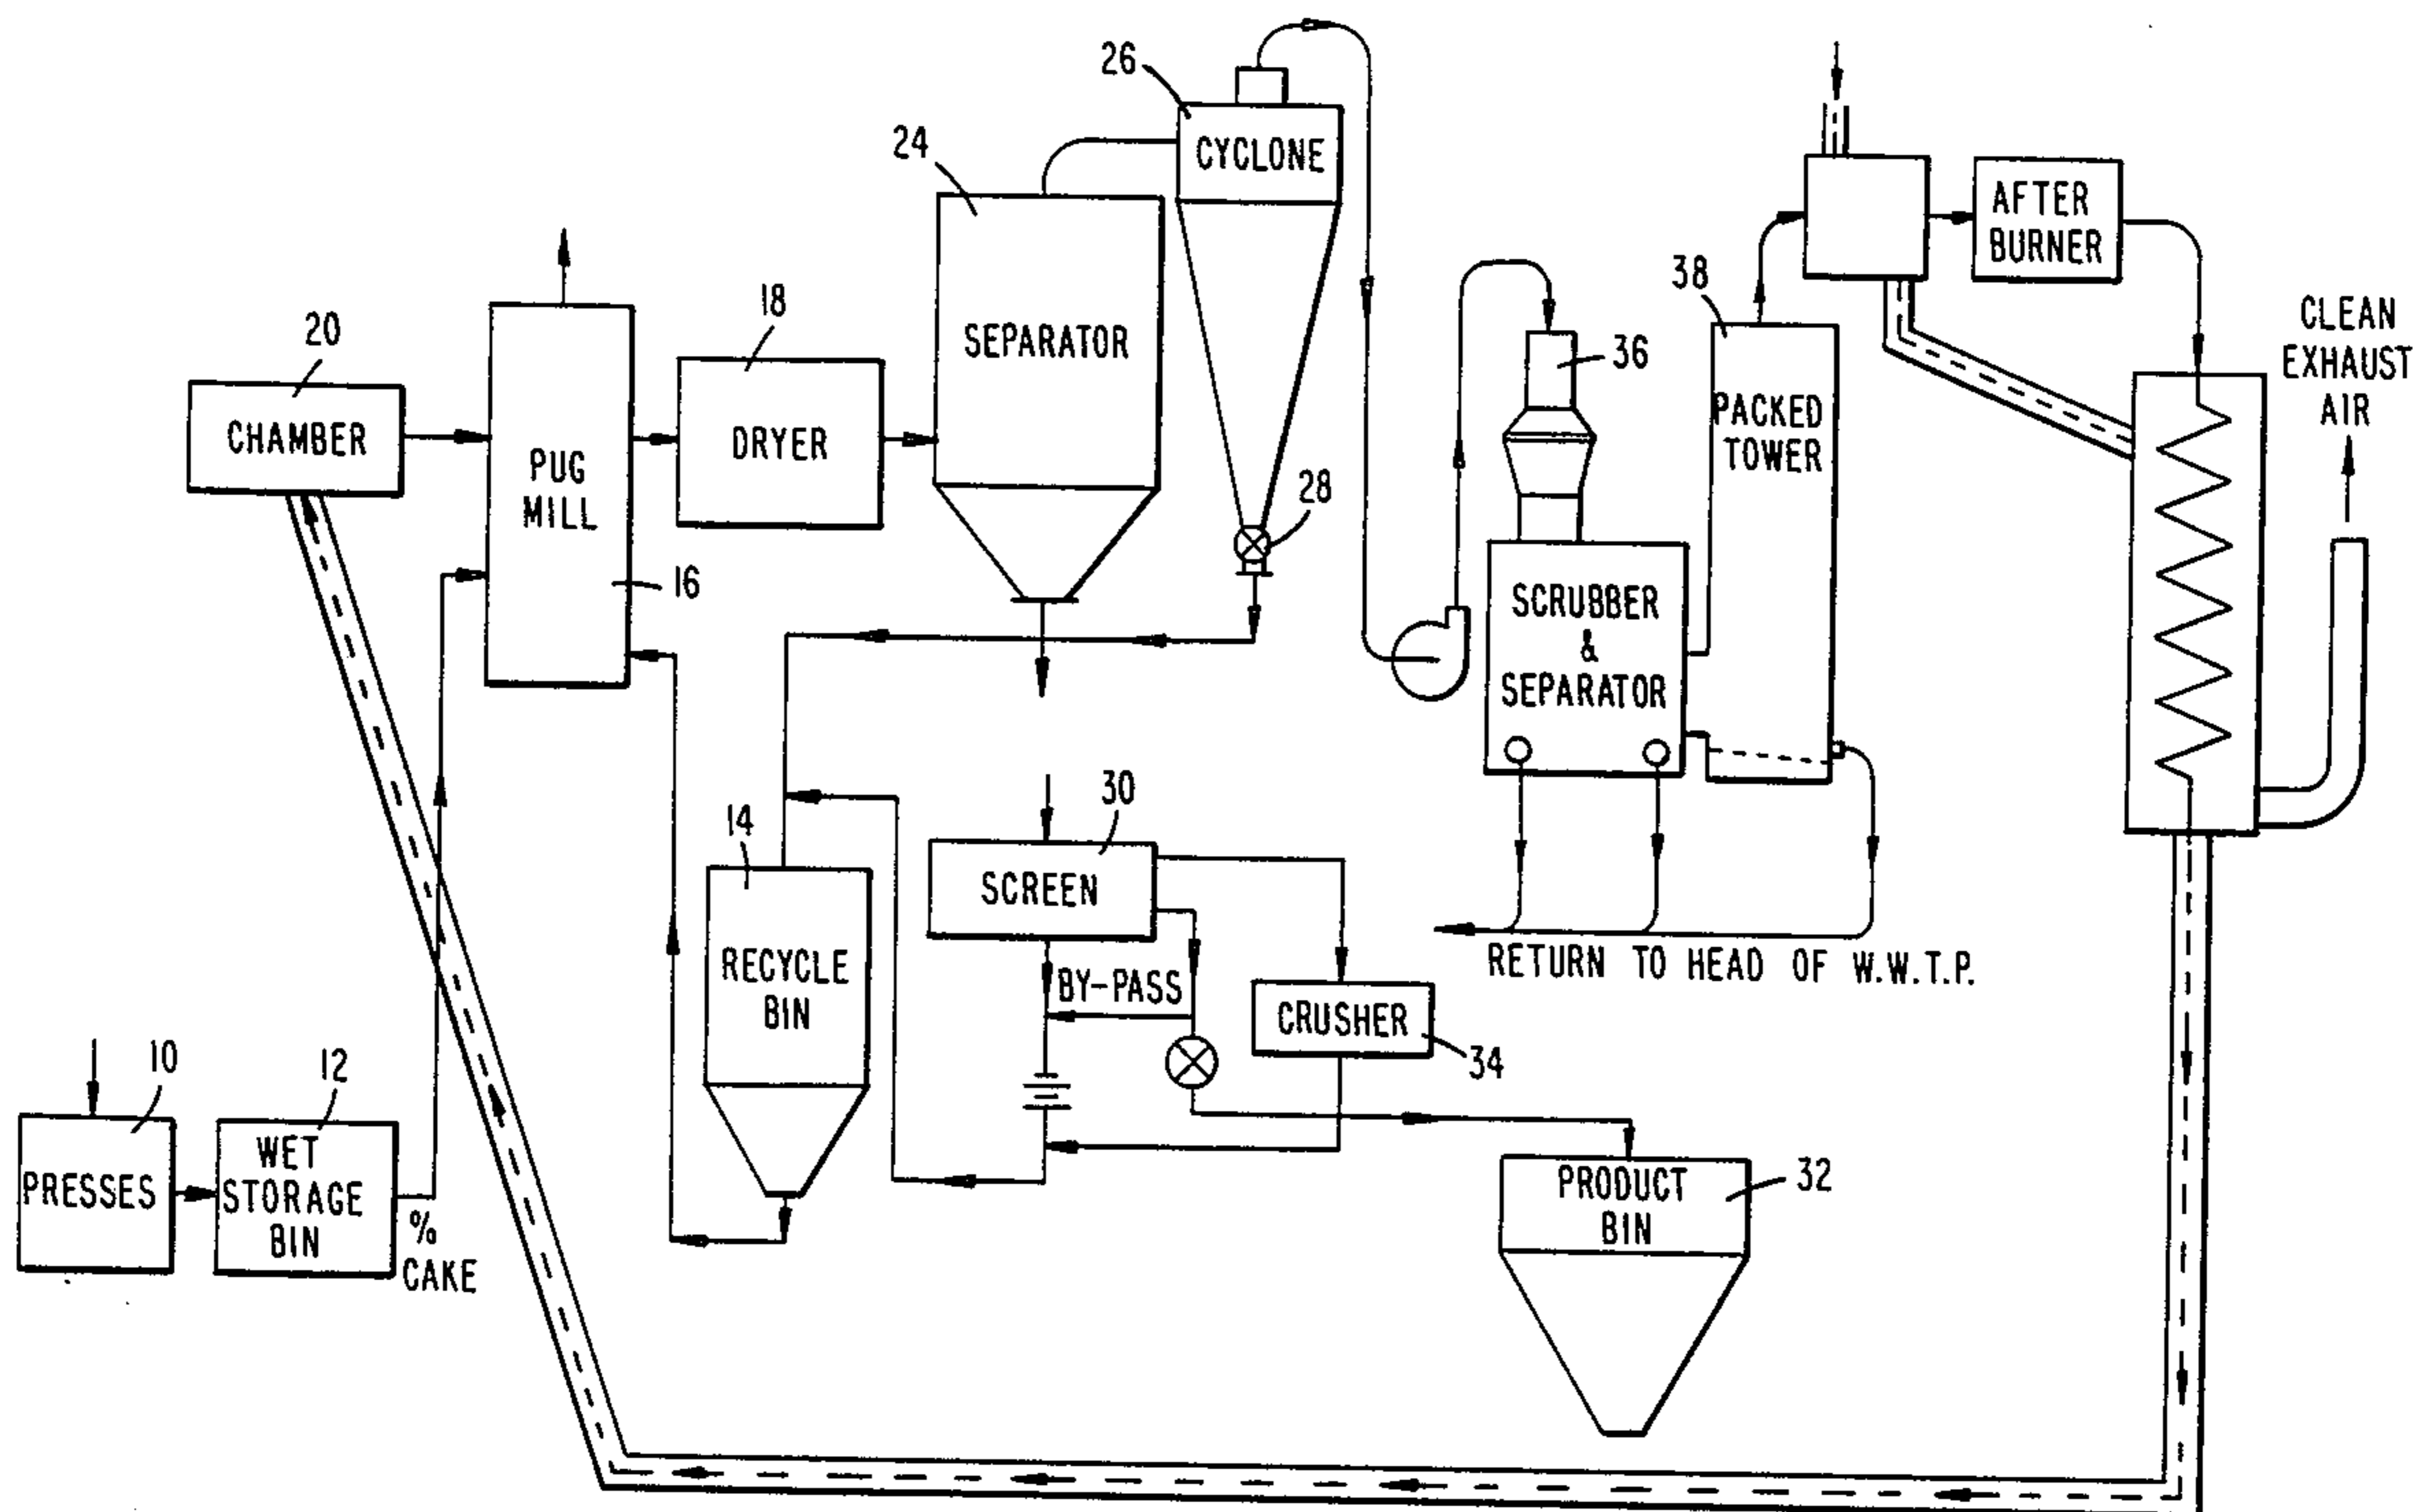 26
CYCLONE
24
SEPARATOR
18
DRYER
20
CHAMBER
PUG
MILL
16
28
36
38
PACKED
TOWER
AFTER
BURNER
CLEAN
EXHAUST
AIR
SCRUBBER
&
SEPARATOR
RETURN TO HEAD OF W.W.T.P.
14
RECYCLE
BIN
30
SCREEN
BY-PASS
CRUSHER
34
10
PRESSES
12
WET
STORAGE
BIN
%
CAKE
PRODUCT
BIN
32